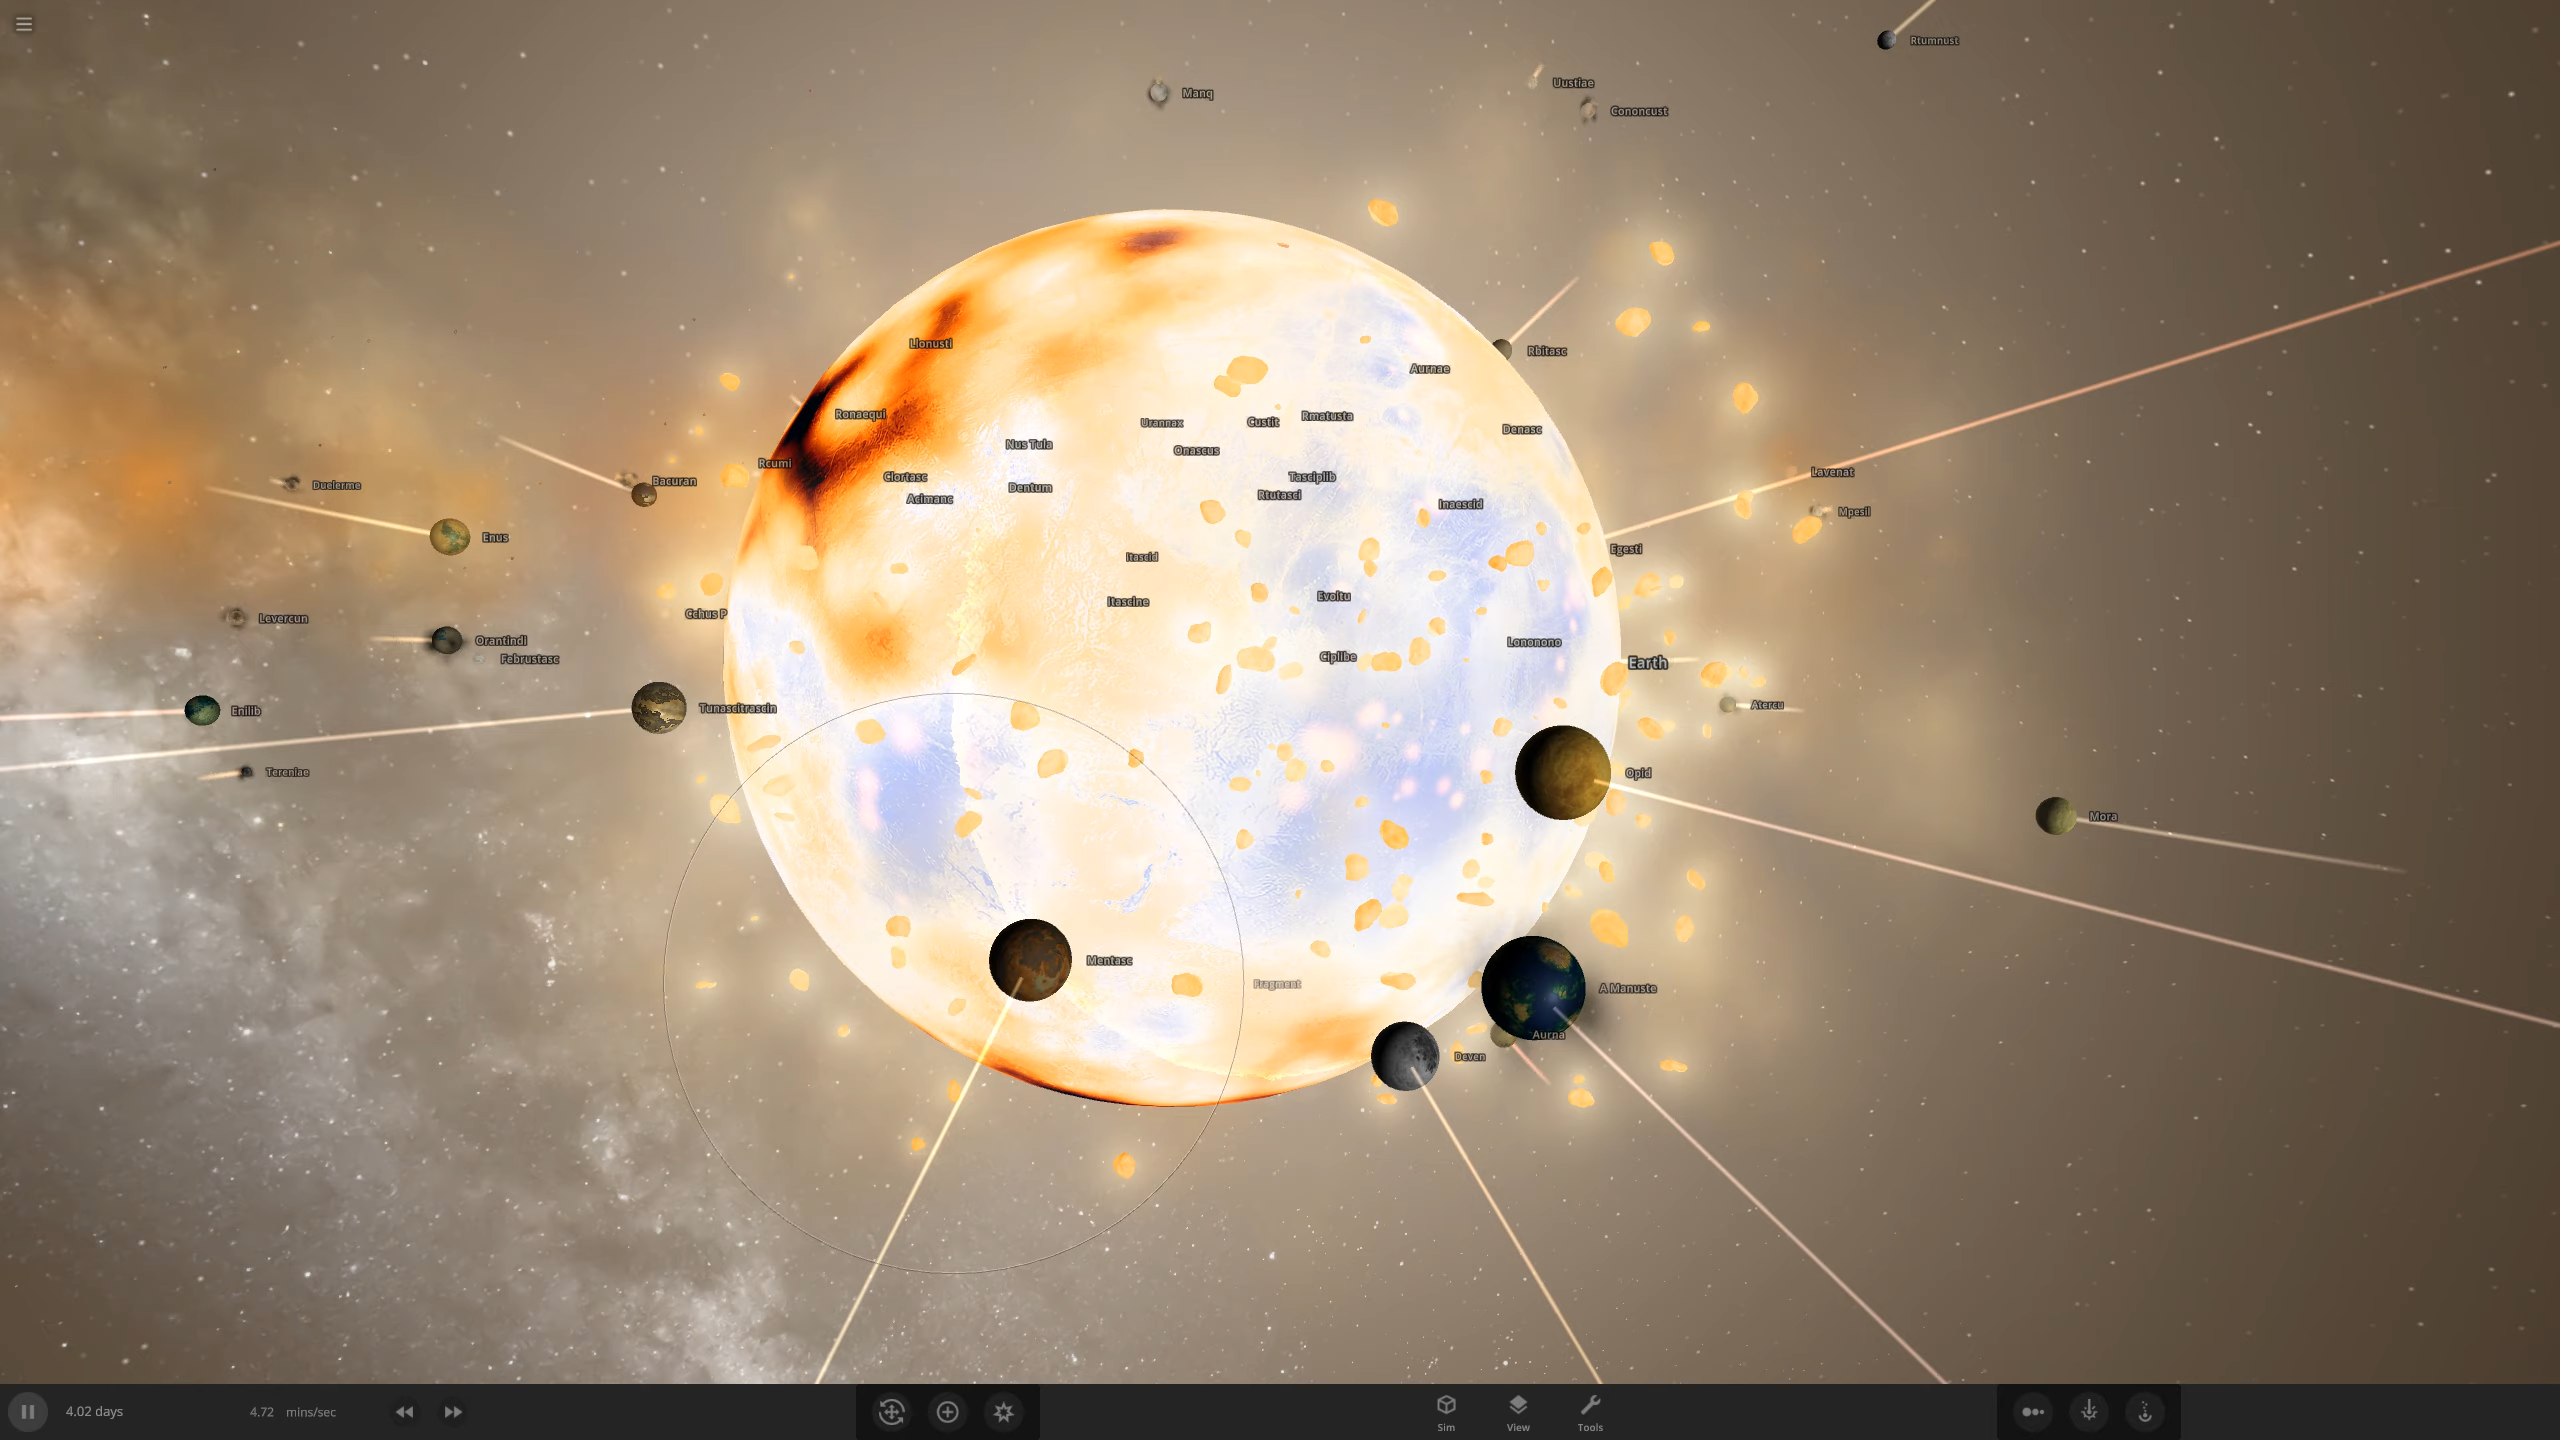 Rtumnust
Uustiae
Manq
Cononcust
Llonusti
Rbitasc
Aurnae
Ronaequi
Rmatusta
Urannax
Custit
Denasc
Nus Tula
Onascus
Rcumi
Lavenat
Clortasc
Tasciplib
Bacuran
Duelerme
Dentum
Rtutasci
Acimanc
Inaescid
Mpesil
Enus
Egesti
Itascid
Evoltu
Itascine
Cchus P
Levercun
Orantindi
Lononono
Ciplibe
Februstasc
Earth
Atercu
Tunascitrascin
Enilib
Tereniae
Opid
Mora
Mentasc
Fragment
A Manuste
Aurna
Deven
4.02 days
4.72 mins/sec
Sim
View
Tools